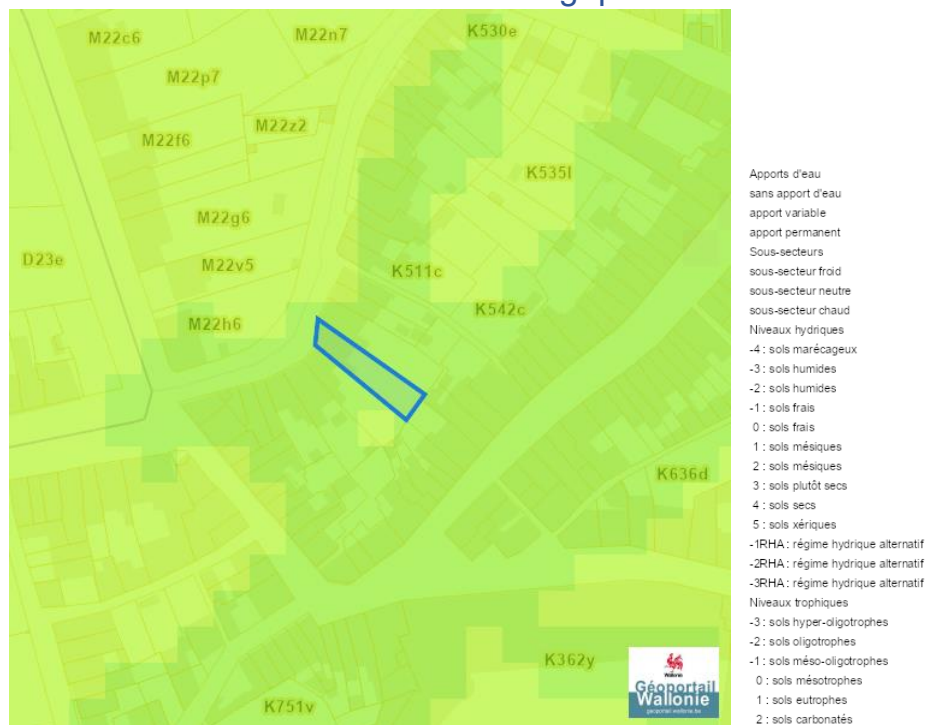 M22c6
M22n7
K530e
M22p7
M22z2
M22f6
K535l
M22g6
D23e
M22v5
K511c
K542c
M22h6
K636d
K362y
K751v
Wallonie
Géoportail
Wallonie
geoportail.wallonie.be
Apports d'eau
sans apport d'eau
apport variable
apport permanent
Sous-secteurs
sous-secteur froid
sous-secteur neutre
sous-secteur chaud
Niveaux hydriques
-4 : sols marécageux
-3 : sols humides
-2 : sols humides
-1 : sols frais
0 : sols frais
1 : sols mésiques
2 : sols mésiques
3 : sols plutôt secs
4 : sols secs
5 : sols xériques
-1RHA : régime hydrique alternatif
-2RHA : régime hydrique alternatif
-3RHA : régime hydrique alternatif
Niveaux trophiques
-3 : sols hyper-oligotrophes
-2 : sols oligotrophes
-1 : sols méso-oligotrophes
0 : sols mésotrophes
1 : sols eutrophes
2 : sols carbonatés